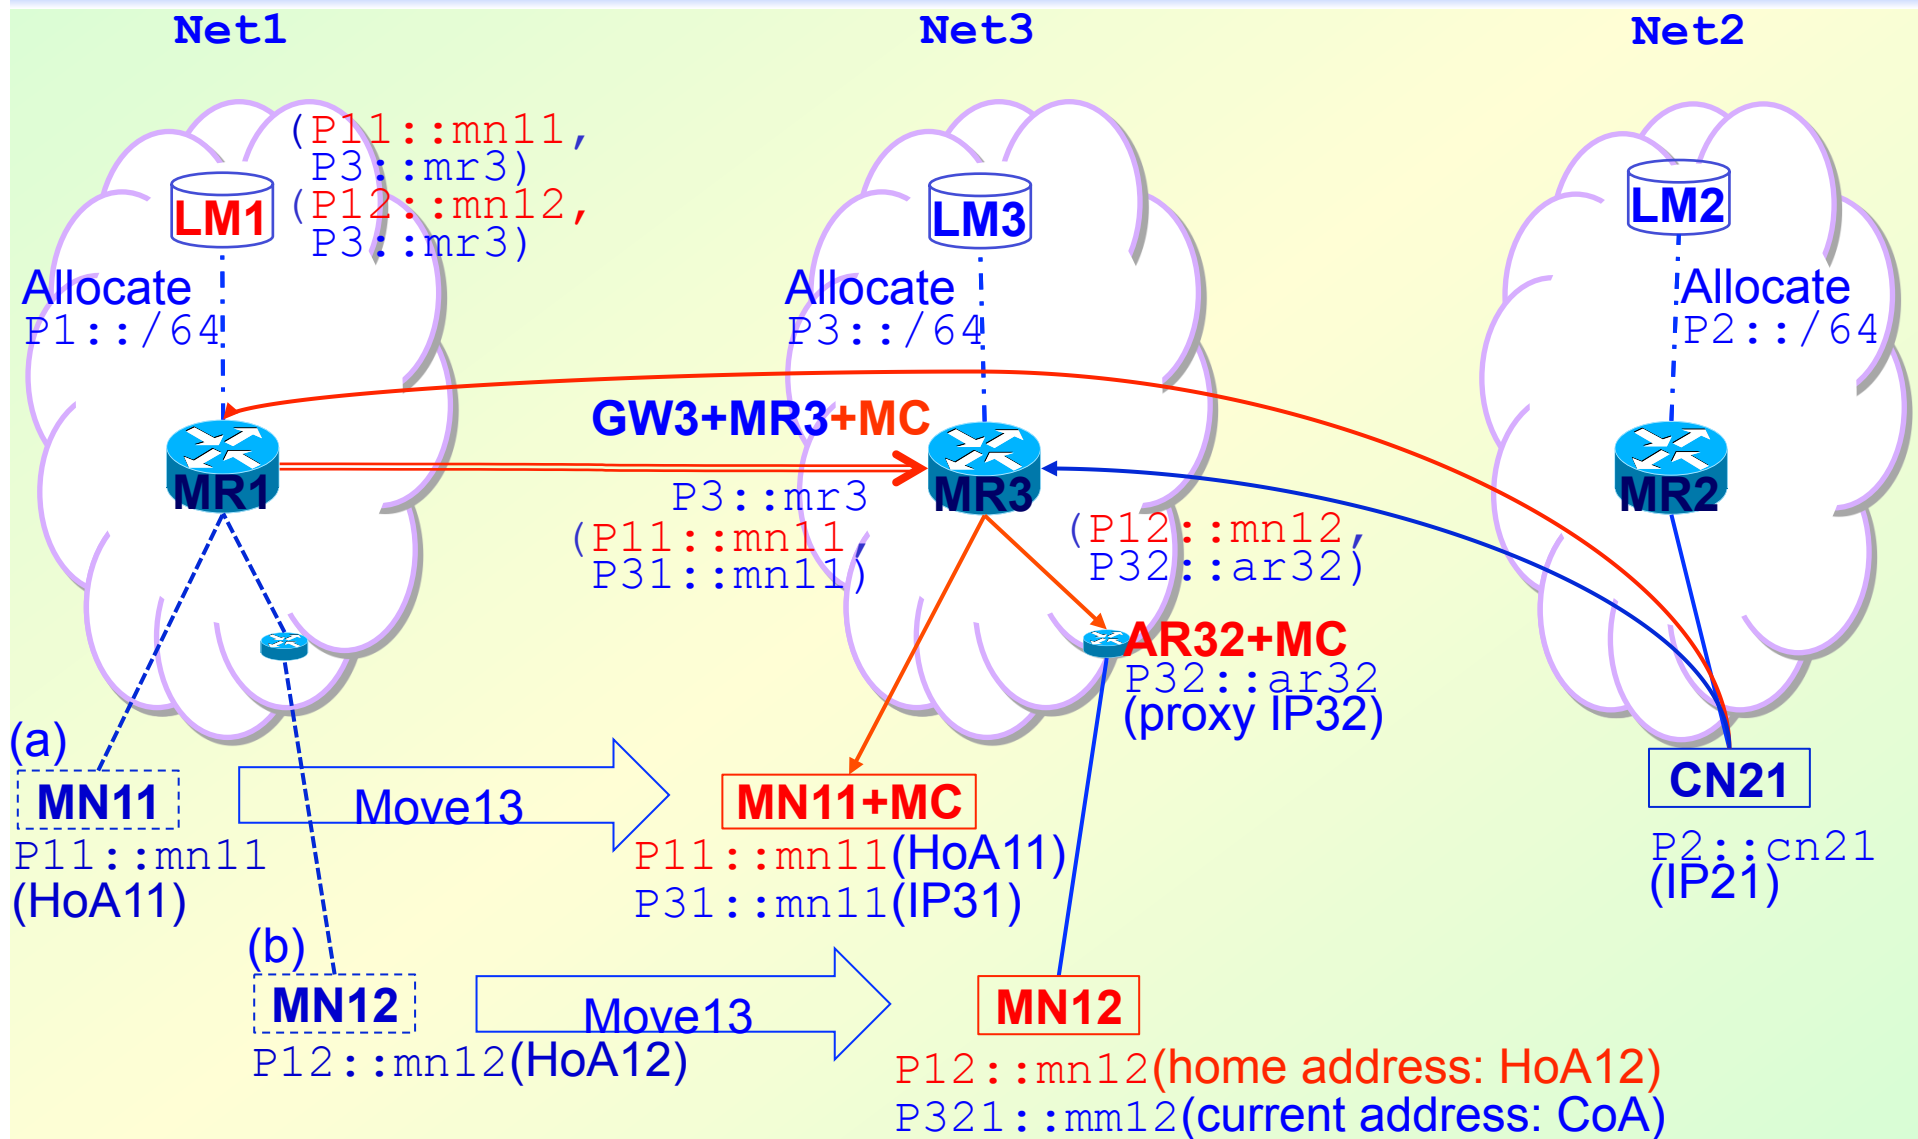 Net1
Net3
Net2
(P11::mn11,
P3::mr3)
(P12::mn12,
P3::mr3)
LM1
LM3
LM2
Allocate
P1::/64
Allocate
P3::/64
Allocate
P2::/64
GW3+MR3+MC
MR1
MR3
MR2
P3::mr3
(P11::mn11,
P31::mn11)
(P12::mn12,
P32::ar32)
AR32+MC
P32::ar32
(proxy IP32)
(a)
MN11
Move13
MN11+MC
CN21
P11::mn11
(HoA11)
P11::mn11(HoA11)
P31::mn11(IP31)
P2::cn21
(IP21)
(b)
MN12
Move13
MN12
P12::mn12(HoA12)
P12::mn12(home address: HoA12)
P321::mm12(current address: CoA)